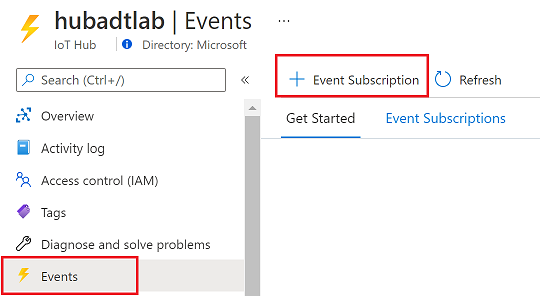 hubadtlab | Events ...
IoT Hub | Directory: Microsoft
Search (Ctrl+/) «
Overview
Activity log
Access control (IAM)
Tags
Diagnose and solve problems
Events
+ Event Subscription Refresh
Get Started Event Subscriptions